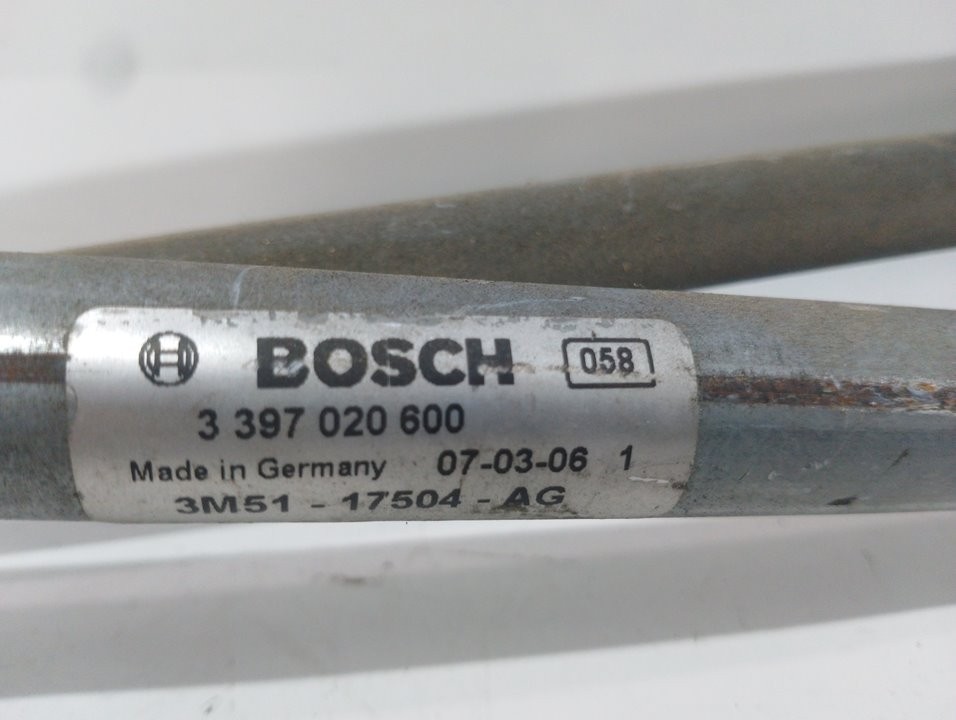 BOSCH 058
3 397 020 600
Made in Germany 07-03-06 1
3M51 - 17504 - AG